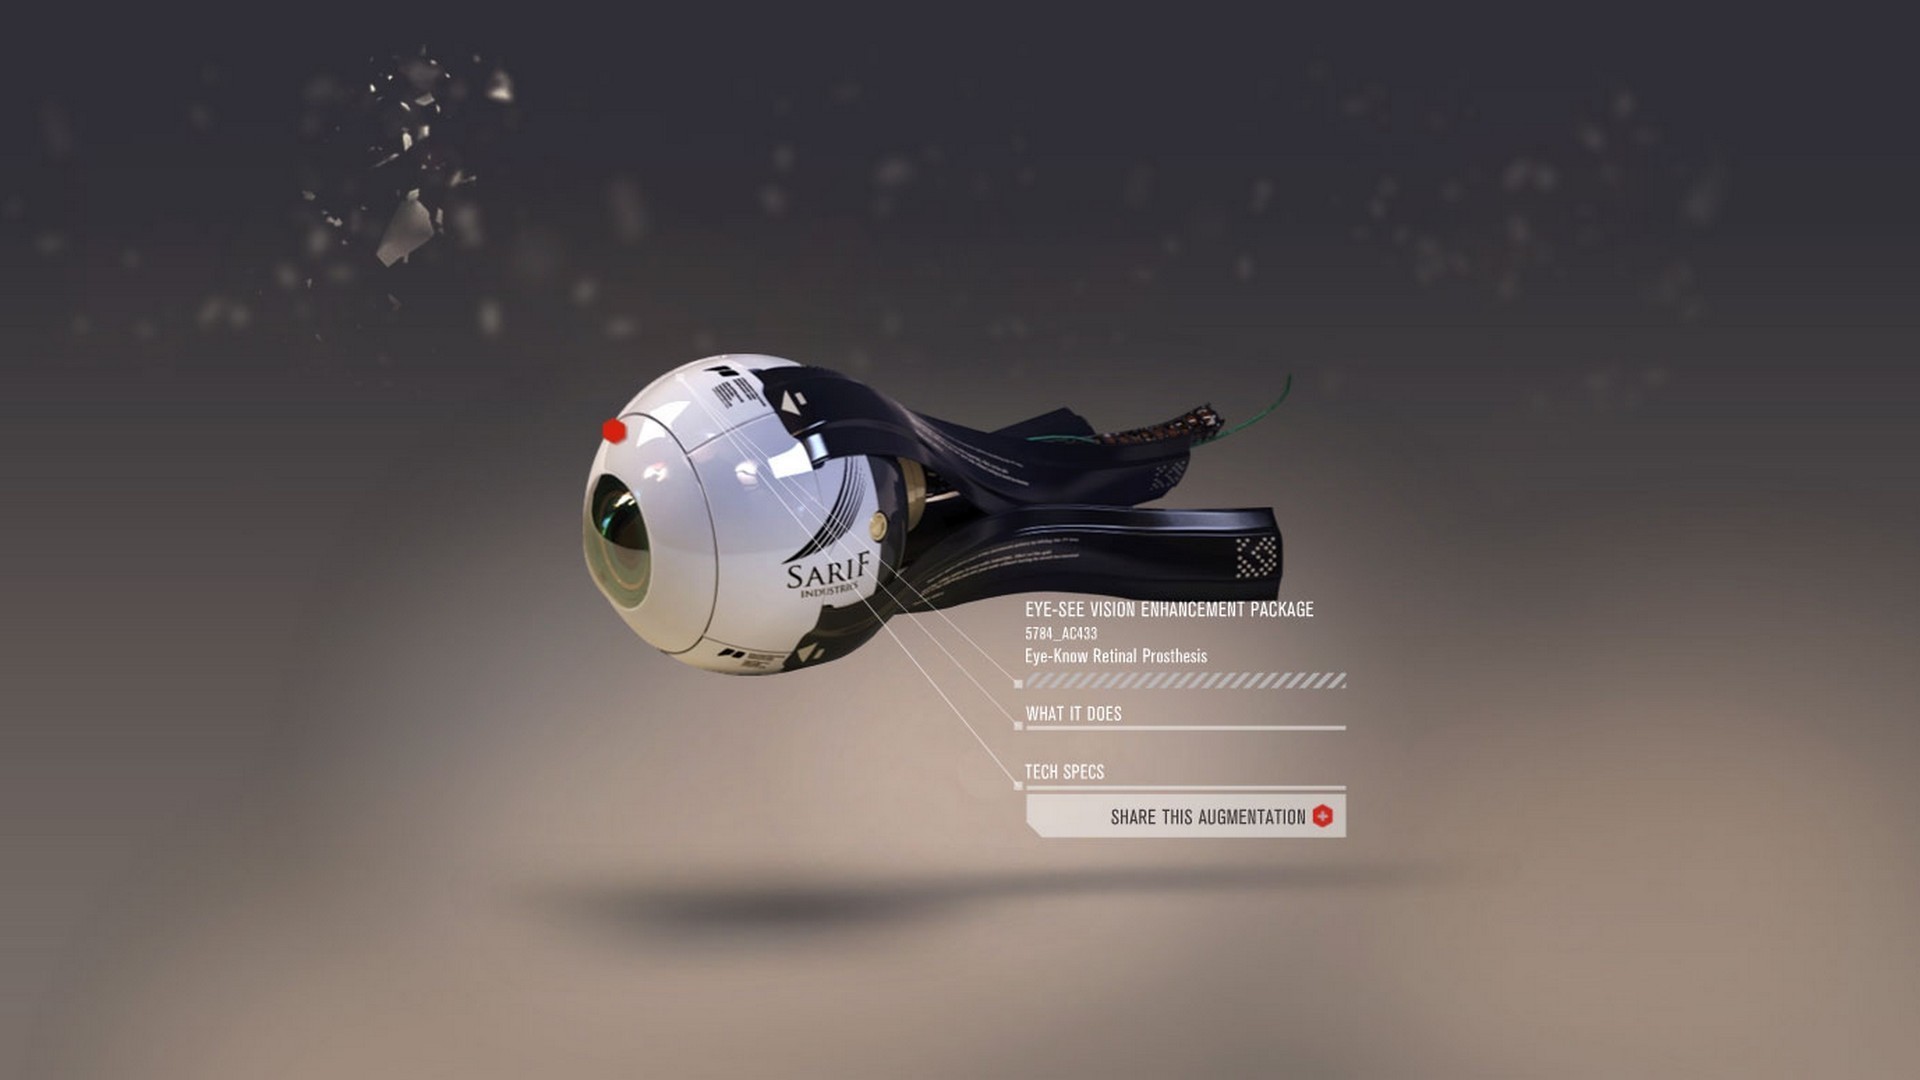 SARIF
INDUSTRIES
EYE-SEE VISION ENHANCEMENT PACKAGE
5784_AC433
Eye-Know Retinal Prosthesis
WHAT IT DOES
TECH SPECS
SHARE THIS AUGMENTATION